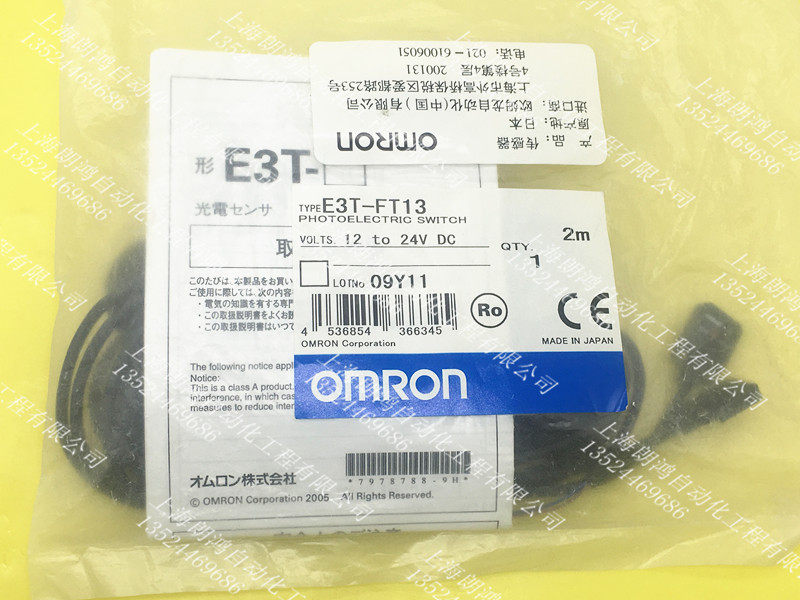 产 品: 传感器
原产地: 日本
进口商: 欧姆龙自动化(中国)有限公司
上海市外高桥保税区爱都路253号
4号楼第4层 200131
电话: 021-61006051
OMRON
形 E3T-
光電センサ
取
このたびは、本製品をお買い
ご使用に際しては、次の内容
・電気の知識を有する専門
・この取扱説明書をよくお読
・この取扱説明書はいつて
The following notice appl
Notice:
This is a class A product.
interference, in which case
measures to reduce inter
オムロン株式会社
*7978788-9H*
© OMRON Corporation 2005 All Rights Reserved.
TYPE E3T-FT13
PHOTOELECTRIC SWITCH
VOLTS. 12 to 24V DC
2m
QTY. 1
LOTNo 09Y11
4 536854 366345
OMRON Corporation
Ro
CE
MADE IN JAPAN
OMRON
上海朗鸿自动化工程有限公司
13524469686